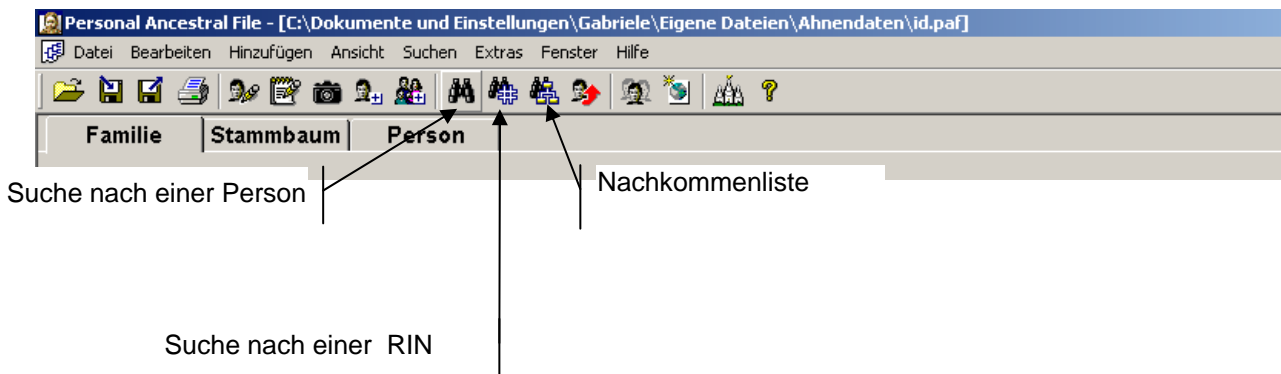 Personal Ancestral File - [C:\Dokumente und Einstellungen\Gabriele\Eigene Dateien\Ahnendaten\id.paf]
Datei Bearbeiten Hinzufügen Ansicht Suchen Extras Fenster Hilfe
Familie Stammbaum Person
Suche nach einer Person
Nachkommenliste
Suche nach einer RIN